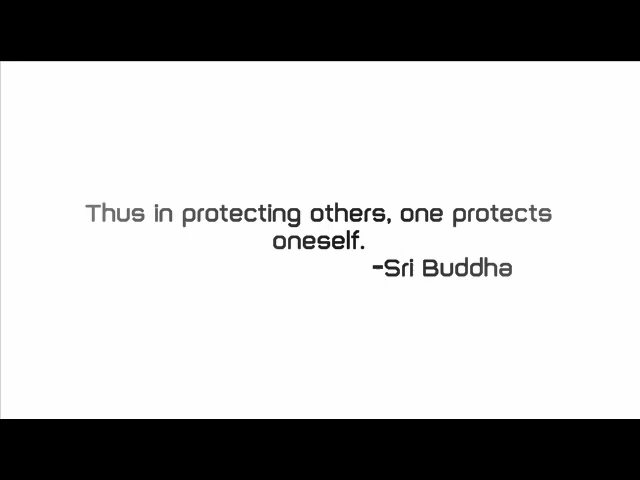 Thus in protecting others, one protects
oneself.
-Sri Buddha